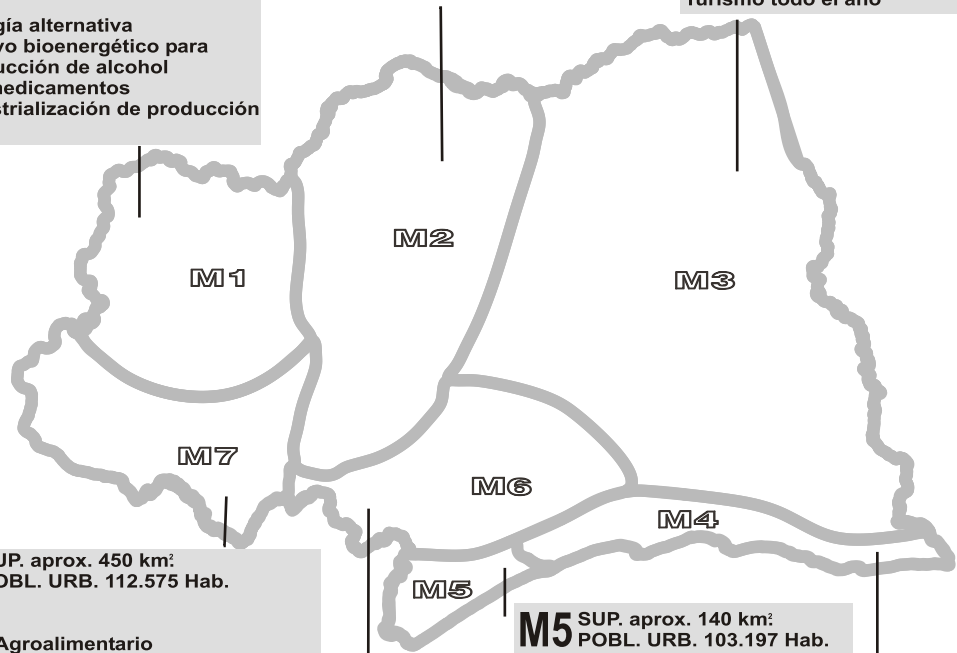 Turismo todo el año
gía alternativa
vo bioenergético para
ucción de alcohol
medicamentos
strialización de producción
M1
M2
M3
M7
M6
M4
M5
UP. aprox. 450 km²
OBL. URB. 112.575 Hab.
Agroalimentario
M5 SUP. aprox. 140 km²
POBL. URB. 103.197 Hab.